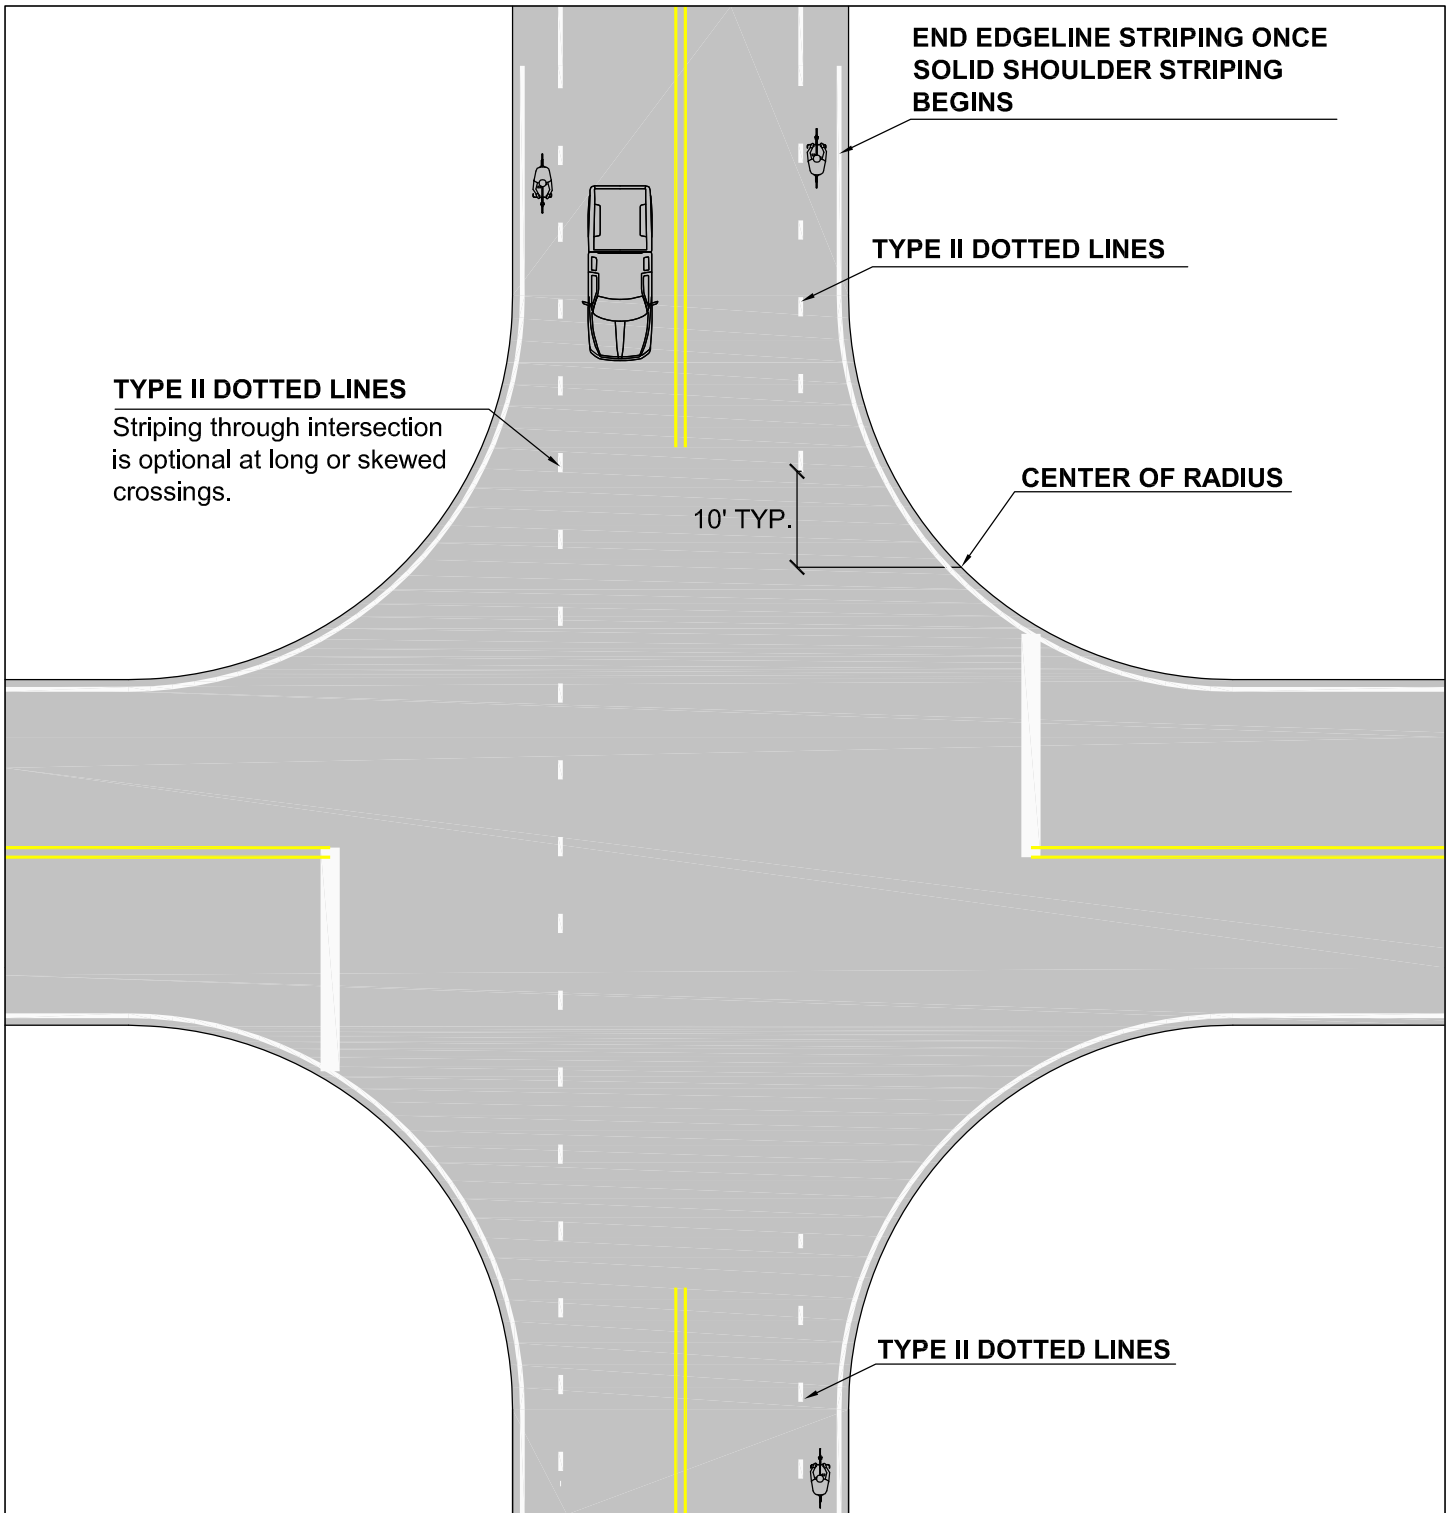 END EDGELINE STRIPING ONCE
SOLID SHOULDER STRIPING
BEGINS
TYPE II DOTTED LINES
TYPE II DOTTED LINES
Striping through intersection
is optional at long or skewed
crossings.
CENTER OF RADIUS
10' TYP.
TYPE II DOTTED LINES